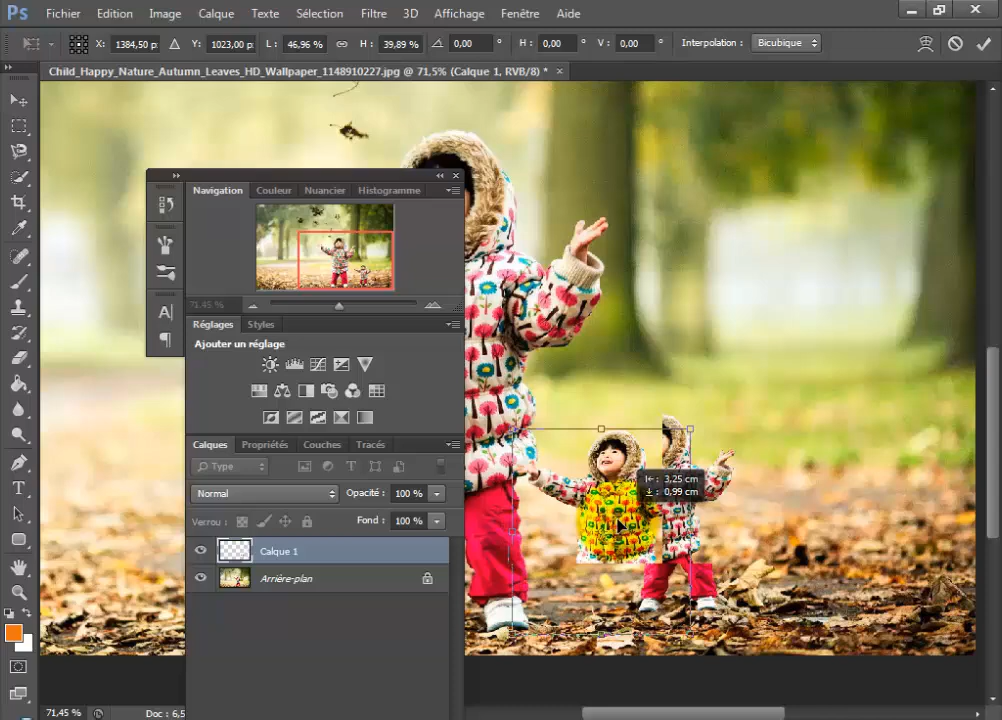 Ps Fichier Edition Image Calque Texte Sélection Filtre 3D Affichage Fenêtre Aide
X: 1384,50 p: Y: 1023,00 p: L: 46,96 % H: 39,89 % 0,00 ° H: 0,00 ° V: 0,00 ° Interpolation : Bicubique
Child_Happy_Nature_Autumn_Leaves_HD_Wallpaper_1148910227.jpg @ 71,5% (Calque 1, RVB/8) * ×
Navigation Couleur Nuancier Histogramme
71,45 %
Réglages Styles
Ajouter un réglage
Calques Propriétés Couches Tracés
Type
Normal Opacité : 100 %
Verrou : Fond : 100 %
Calque 1
Arrière-plan
3,25 cm
0,99 cm
71,45 % Doc : 6,5